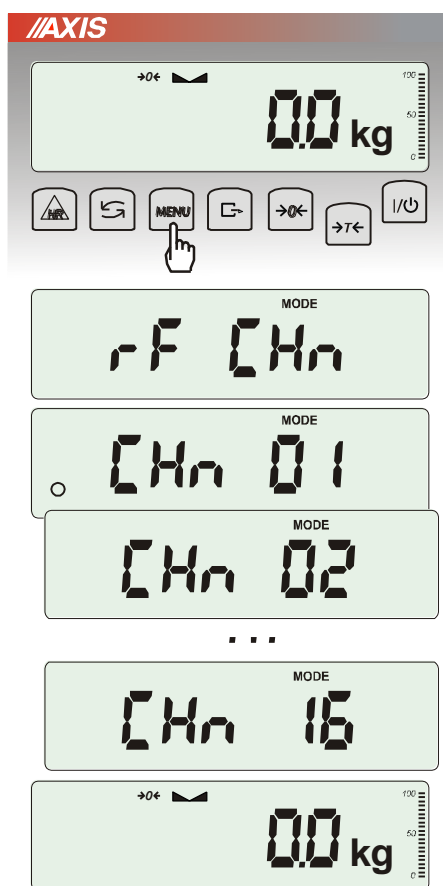 //AXIS
→0← 100
50
0.0 kg
0
HR MENU →0← →T← I/⏻
MODE
rF CHn
MODE
CHn 01
MODE
CHn 02
...
MODE
CHn 16
→0← 100
50
0.0 kg
0